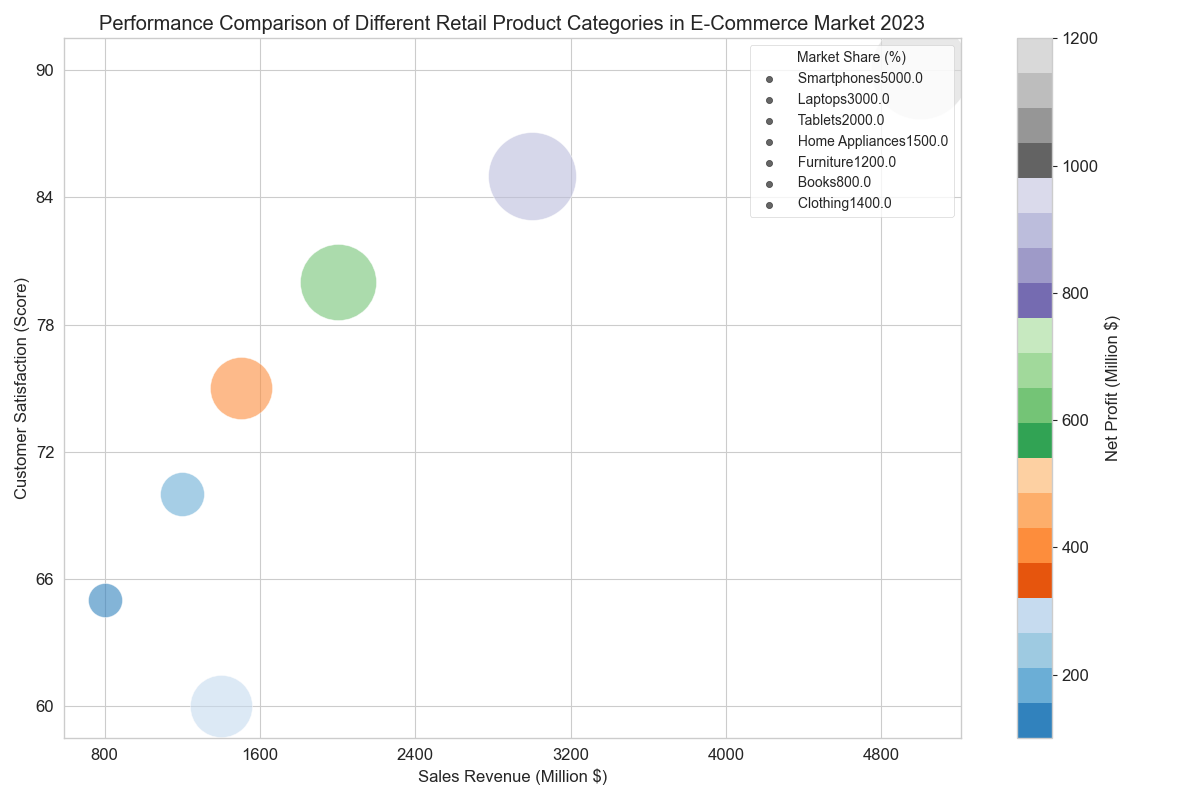 Performance Comparison of Different Retail Product Categories in E-Commerce Market 2023
Market Share (%)
Smartphones5000.0
Laptops3000.0
Tablets2000.0
Home Appliances1500.0
Furniture1200.0
Books800.0
Clothing1400.0
Customer Satisfaction (Score)
90
84
78
72
66
60
800 1600 2400 3200 4000 4800
Sales Revenue (Million $)
1200
1000
800
600
400
200
Net Profit (Million $)